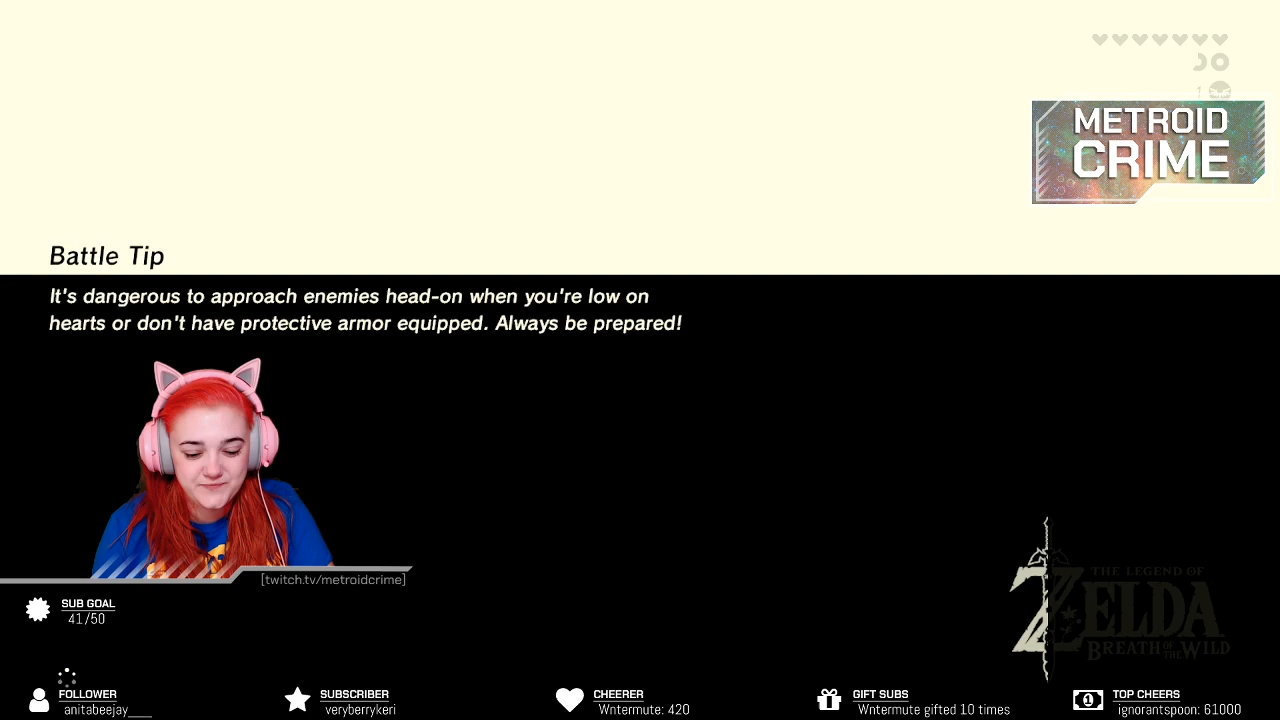 1
METROID
CRIME
Battle Tip
It's dangerous to approach enemies head-on when you're low on
hearts or don't have protective armor equipped. Always be prepared!
[twitch.tv/metroidcrime]
SUB GOAL
41/50
THE LEGEND OF
ZELDA
BREATH OF THE WILD
FOLLOWER
anitabeejay___
SUBSCRIBER
veryberrykeri
CHEERER
Wntermute: 420
GIFT SUBS
Wntermute gifted 10 times
1
TOP CHEERS
ignorantspoon: 61000